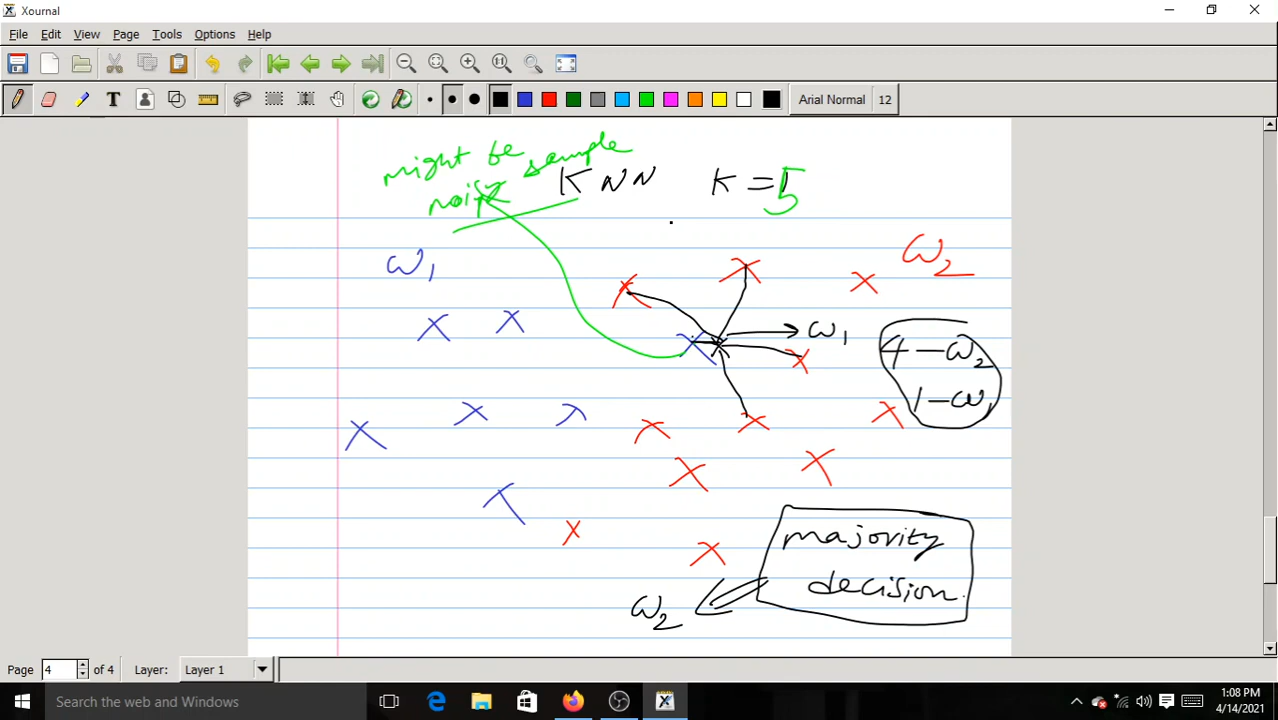 Xournal
File Edit View Page Tools Options Help
Arial Normal 12
might be sample
noise
KNN K = 5
ω1
ω2
ω1
4 — ω2
1 — ω1
majority
decision.
ω2
Page 4 of 4 Layer: Layer 1
Search the web and Windows
1:08 PM
4/14/2021